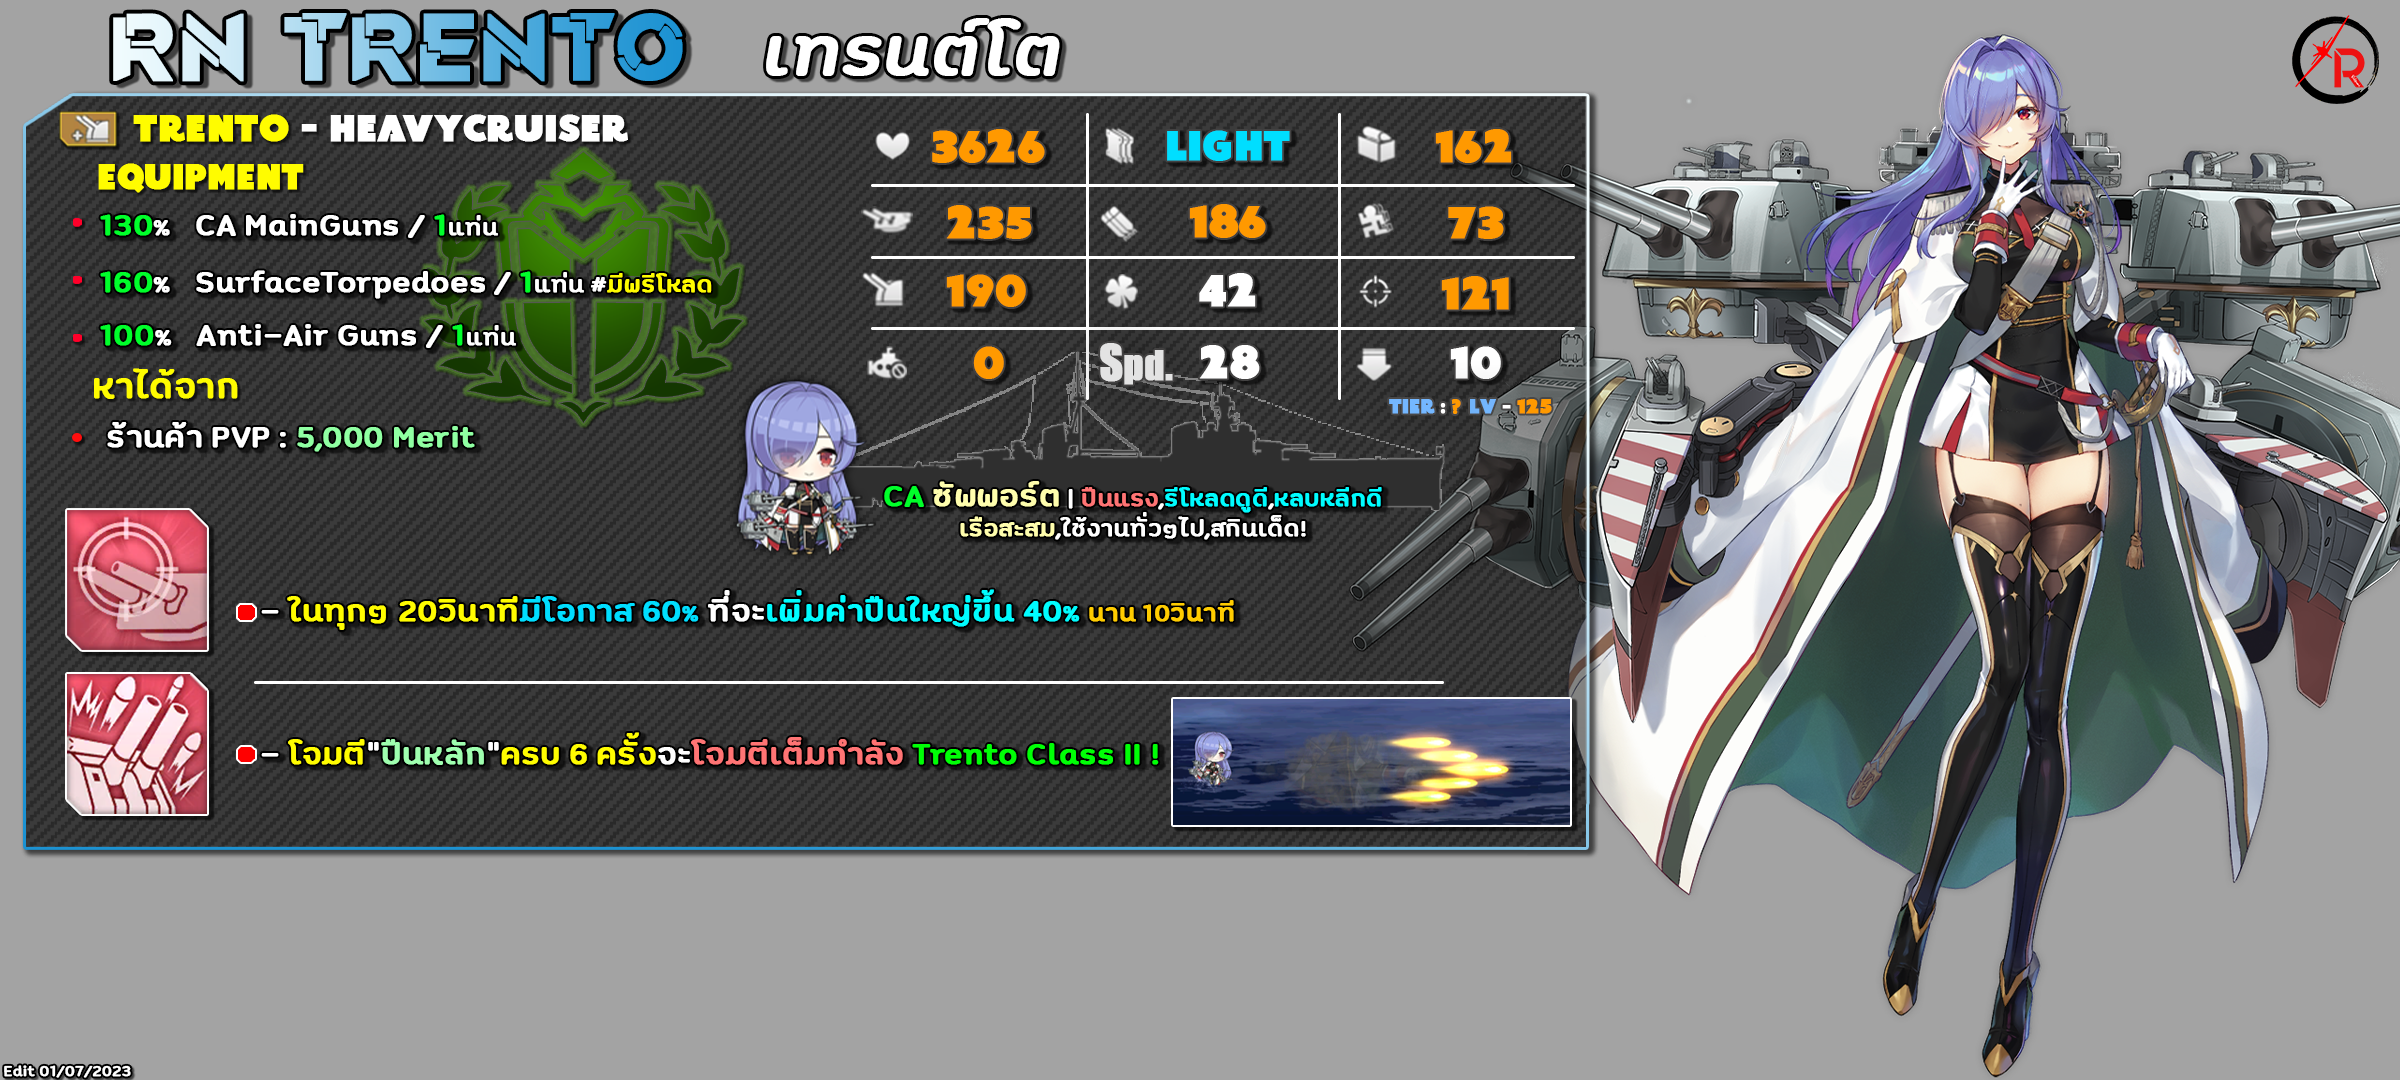 RN TRENTO เทรนต์โต
TRENTO - HEAVYCRUISER
EQUIPMENT
130% CA MainGuns / 1แท่น
160% SurfaceTorpedoes / 1แท่น #มีพรีโหลด
100% Anti-Air Guns / 1แท่น
หาได้จาก
ร้านค้า PVP : 5,000 Merit
3626 LIGHT 162
235 186 73
190 42 121
0 Spd. 28 10
TIER : ? LV - 125
CA ซัพพอร์ต | ปืนแรง,รีโหลดดูดี,หลบหลีกดี
เรือสะสม,ใช้งานทั่วๆไป,สกินเด็ด!
- ในทุกๆ 20วินาทีมีโอกาส 60% ที่จะเพิ่มค่าปืนใหญ่ขึ้น 40% นาน 10วินาที
- โจมตี"ปืนหลัก"ครบ 6 ครั้งจะโจมตีเต็มกำลัง Trento Class II !
R
Edit 01/07/2023